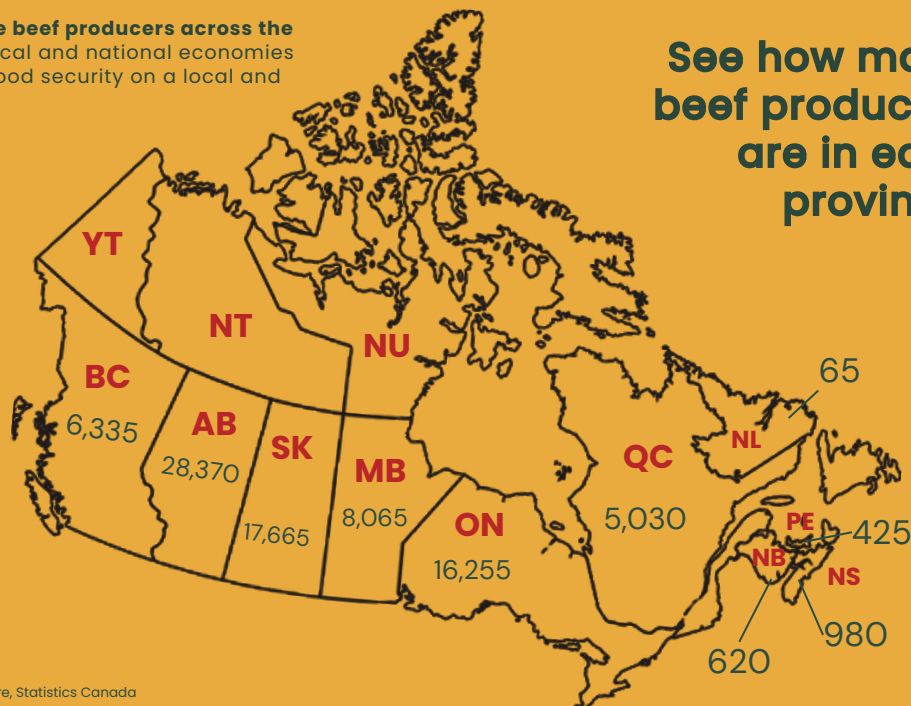 e beef producers across the
cal and national economies
ood security on a local and
See how mo
beef produc
are in ea
provin
YT
NT
NU
BC
6,335
AB
28,370
SK
17,665
MB
8,065
ON
16,255
QC
5,030
NL
65
PE
425
NB
620
NS
980
re, Statistics Canada